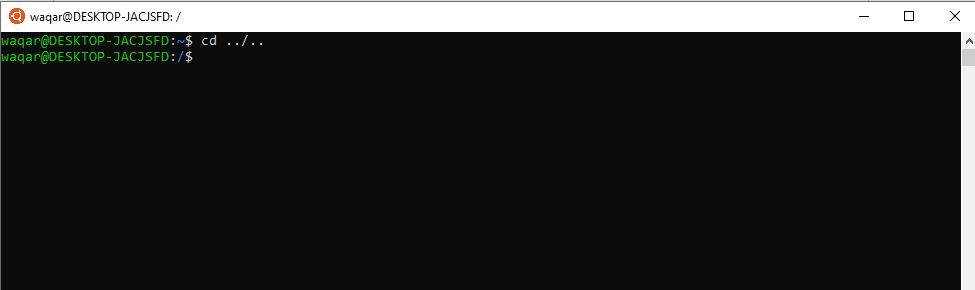 waqar@DESKTOP-JACJSFD: /
waqar@DESKTOP-JACJSFD:~$ cd ../..
waqar@DESKTOP-JACJSFD:/$